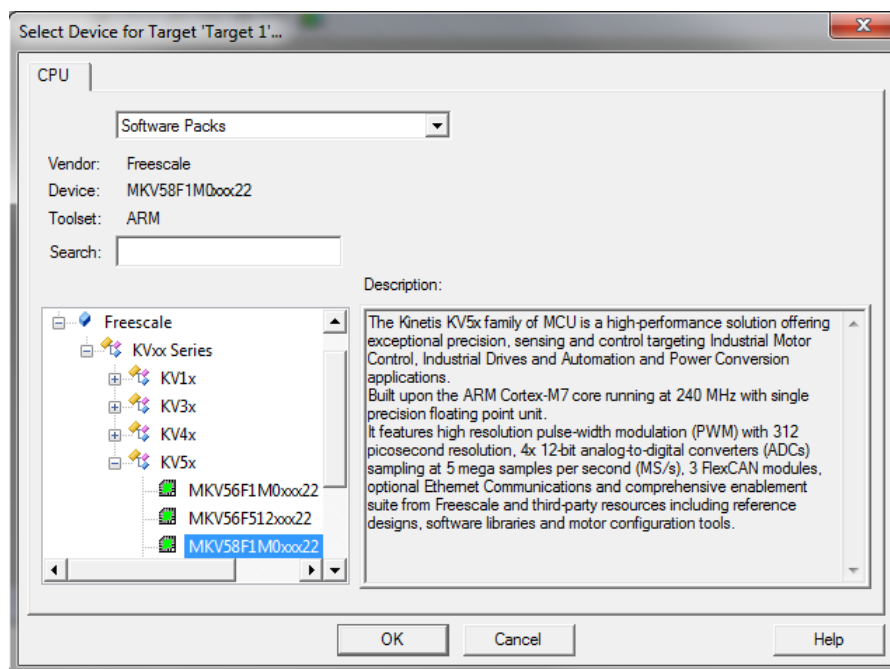 Select Device for Target 'Target 1'...
CPU
Software Packs
Vendor: Freescale
Device: MKV58F1M0xxx22
Toolset: ARM
Search:
Description:
Freescale
KVxx Series
KV1x
KV3x
KV4x
KV5x
MKV56F1M0xxx22
MKV56F512xxx22
MKV58F1M0xxx22
The Kinetis KV5x family of MCU is a high-performance solution offering
exceptional precision, sensing and control targeting Industrial Motor
Control, Industrial Drives and Automation and Power Conversion
applications.
Built upon the ARM Cortex-M7 core running at 240 MHz with single
precision floating point unit.
It features high resolution pulse-width modulation (PWM) with 312
picosecond resolution, 4x 12-bit analog-to-digital converters (ADCs)
sampling at 5 mega samples per second (MS/s), 3 FlexCAN modules,
optional Ethernet Communications and comprehensive enablement
suite from Freescale and third-party resources including reference
designs, software libraries and motor configuration tools.
OK
Cancel
Help